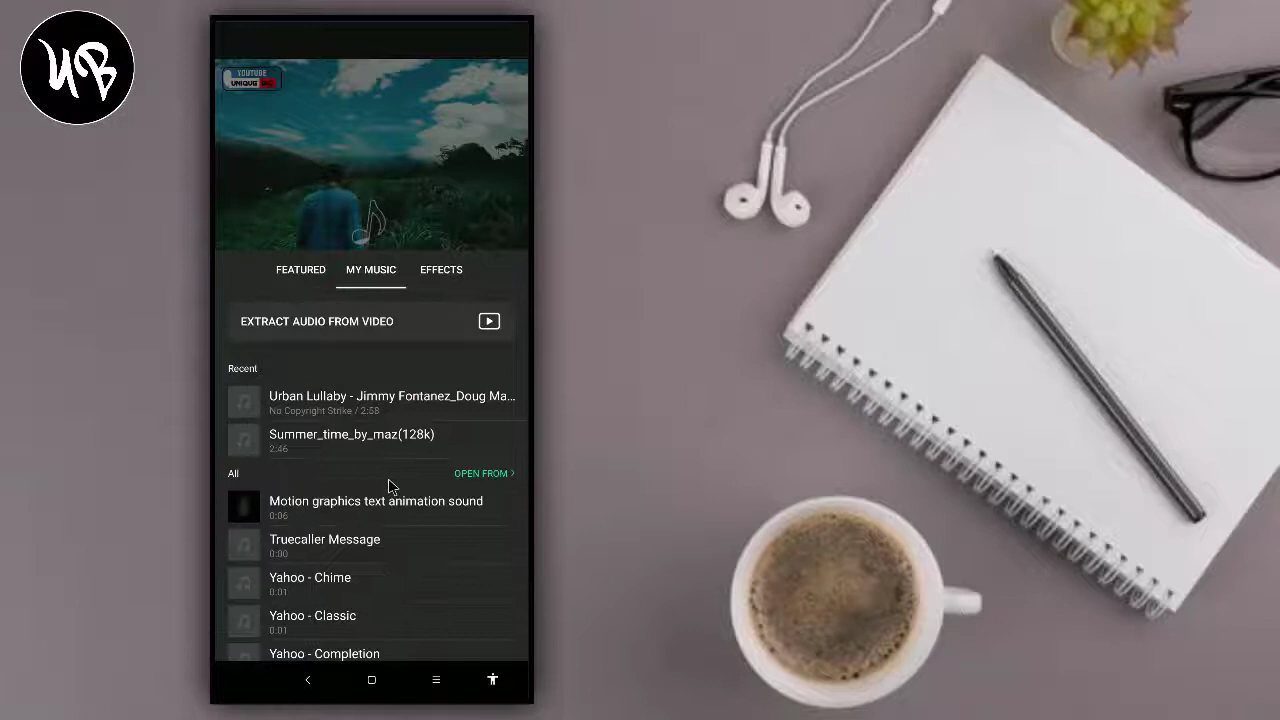 UB
YOUTUBE
FEATURED MY MUSIC EFFECTS
EXTRACT AUDIO FROM VIDEO
Recent
Urban Lullaby - Jimmy Fontanez_Doug Ma...
No Copyright Strike / 2:58
Summer_time_by_maz(128k)
2:46
All OPEN FROM >
Motion graphics text animation sound
0:06
Truecaller Message
0:00
Yahoo - Chime
0:01
Yahoo - Classic
0:01
Yahoo - Completion